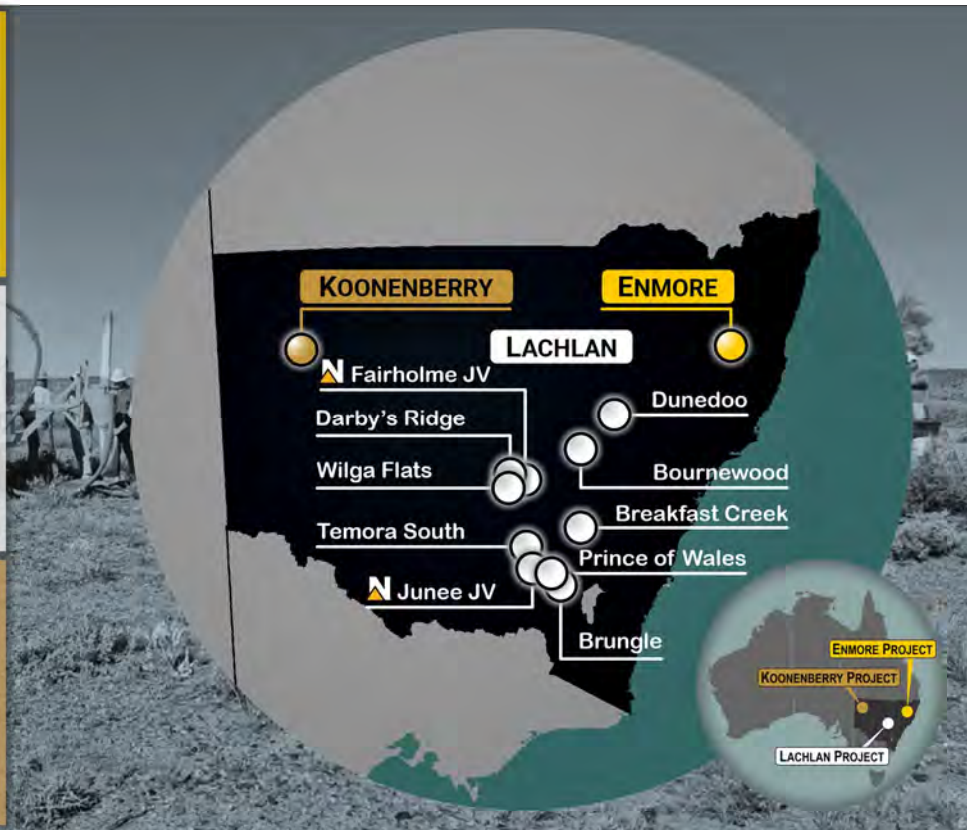 KOONENBERRY
ENMORE
LACHLAN
N Fairholme JV
Dunedoo
Darby's Ridge
Wilga Flats
Bournewood
Breakfast Creek
Temora South
Prince of Wales
N Junee JV
Brungle
ENMORE PROJECT
KOONENBERRY PROJECT
LACHLAN PROJECT